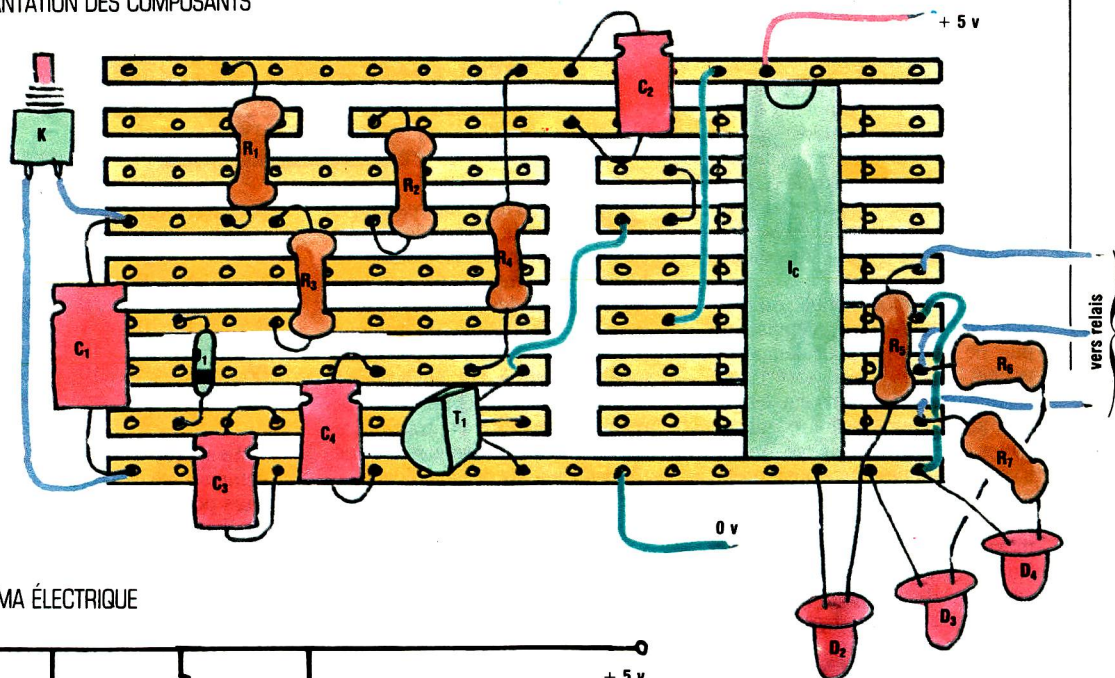 NTATION DES COMPOSANTS
+ 5 v
C2
K
R1
R2
R4
IC
R3
C1
1
R5
R6
vers relais
C4
T1
C3
R7
0 v
D4
D3
D2
MA ÉLECTRIQUE
+ 5 v